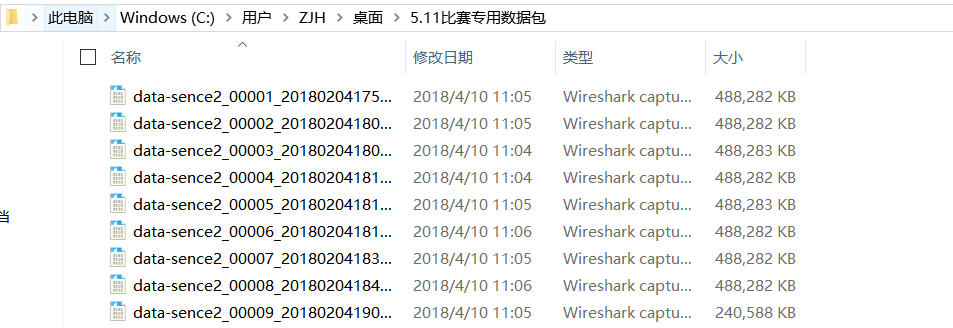 此电脑 Windows (C:) 用户 ZJH 桌面 5.11比赛专用数据包
名称 修改日期 类型 大小
data-sence2_00001_20180204175... 2018/4/10 11:05 Wireshark captu... 488,282 KB
data-sence2_00002_20180204180... 2018/4/10 11:05 Wireshark captu... 488,282 KB
data-sence2_00003_20180204180... 2018/4/10 11:04 Wireshark captu... 488,283 KB
data-sence2_00004_20180204181... 2018/4/10 11:04 Wireshark captu... 488,282 KB
data-sence2_00005_20180204181... 2018/4/10 11:05 Wireshark captu... 488,283 KB
data-sence2_00006_20180204181... 2018/4/10 11:06 Wireshark captu... 488,282 KB
data-sence2_00007_20180204183... 2018/4/10 11:05 Wireshark captu... 488,282 KB
data-sence2_00008_20180204184... 2018/4/10 11:06 Wireshark captu... 488,282 KB
data-sence2_00009_20180204190... 2018/4/10 11:05 Wireshark captu... 240,588 KB